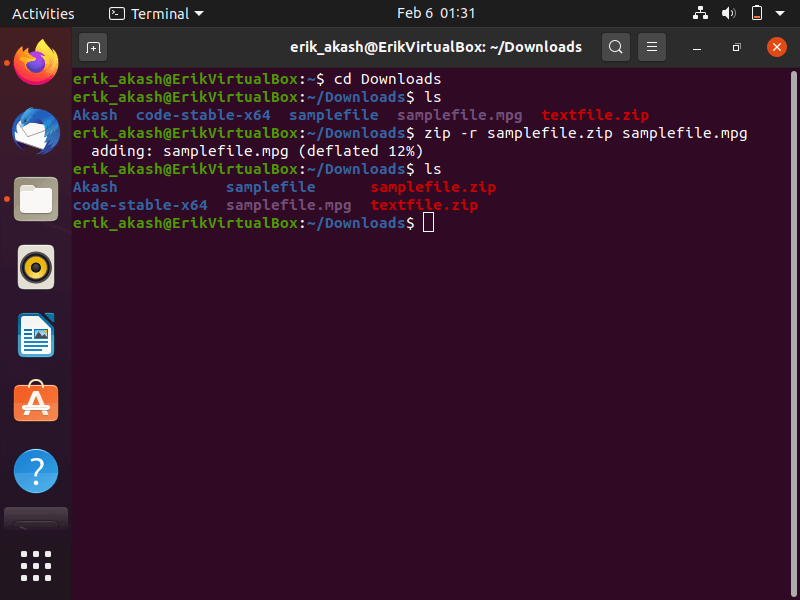 Activities Terminal Feb 6 01:31
erik_akash@ErikVirtualBox: ~/Downloads
erik_akash@ErikVirtualBox:~$ cd Downloads
erik_akash@ErikVirtualBox:~/Downloads$ ls
Akash  code-stable-x64  samplefile  samplefile.mpg  textfile.zip
erik_akash@ErikVirtualBox:~/Downloads$ zip -r samplefile.zip samplefile.mpg
  adding: samplefile.mpg (deflated 12%)
erik_akash@ErikVirtualBox:~/Downloads$ ls
Akash            samplefile      samplefile.zip
code-stable-x64  samplefile.mpg  textfile.zip
erik_akash@ErikVirtualBox:~/Downloads$